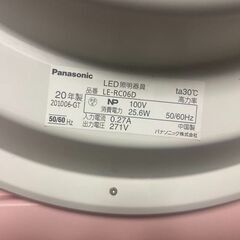 Panasonic
LED照明器具 ta30℃
品番 LE-RC06D 高力率
20年製
201006-GT
NP 100V
消費電力 25.6W 50/60Hz
入力電流 0.27A 中国製
出力電圧 271V パナソニック株式会社
50/60 Hz